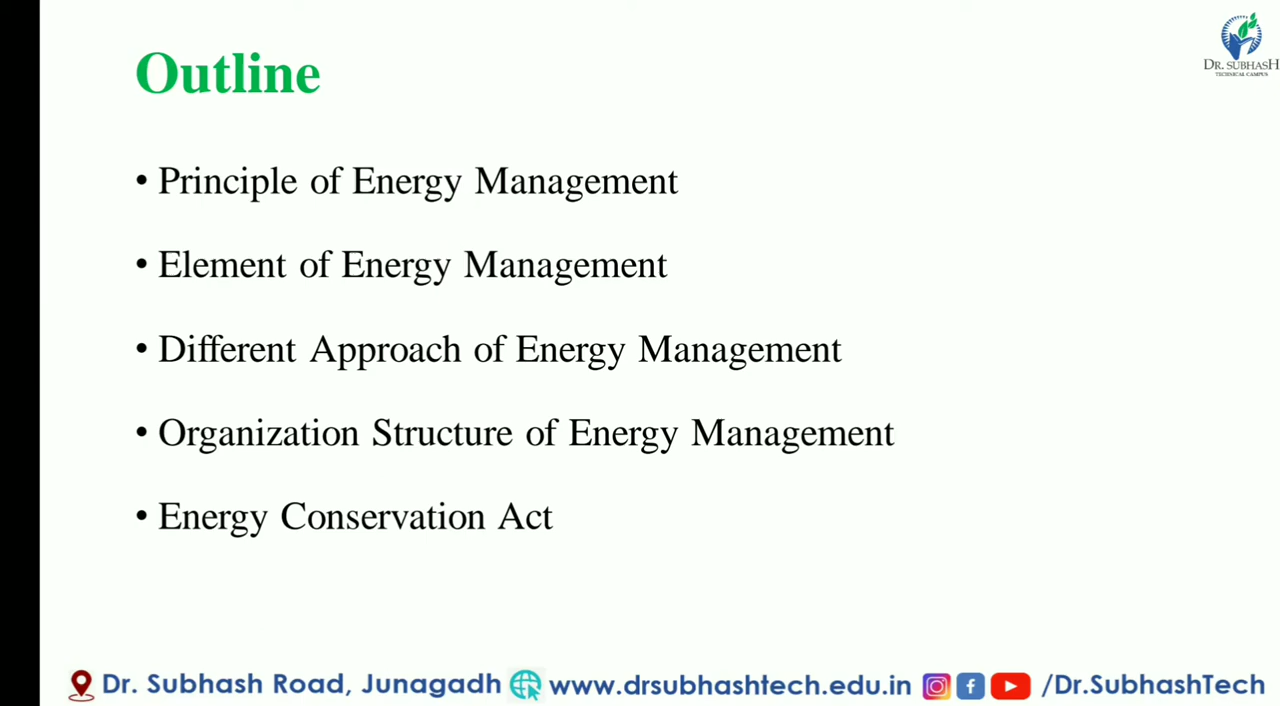 Outline
DR. SUBHASH
TECHNICAL CAMPUS
• Principle of Energy Management
• Element of Energy Management
• Different Approach of Energy Management
• Organization Structure of Energy Management
• Energy Conservation Act
Dr. Subhash Road, Junagadh www.drsubhashtech.edu.in /Dr.SubhashTech